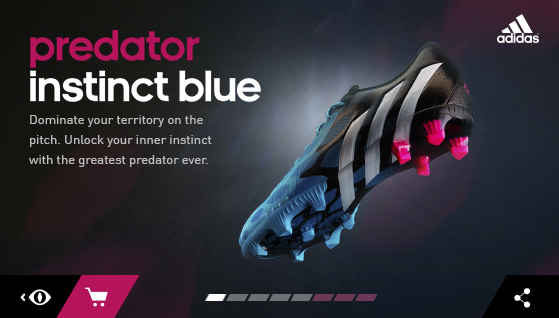 predator
instinct blue
Dominate your territory on the
pitch. Unlock your inner instinct
with the greatest predator ever.
adidas